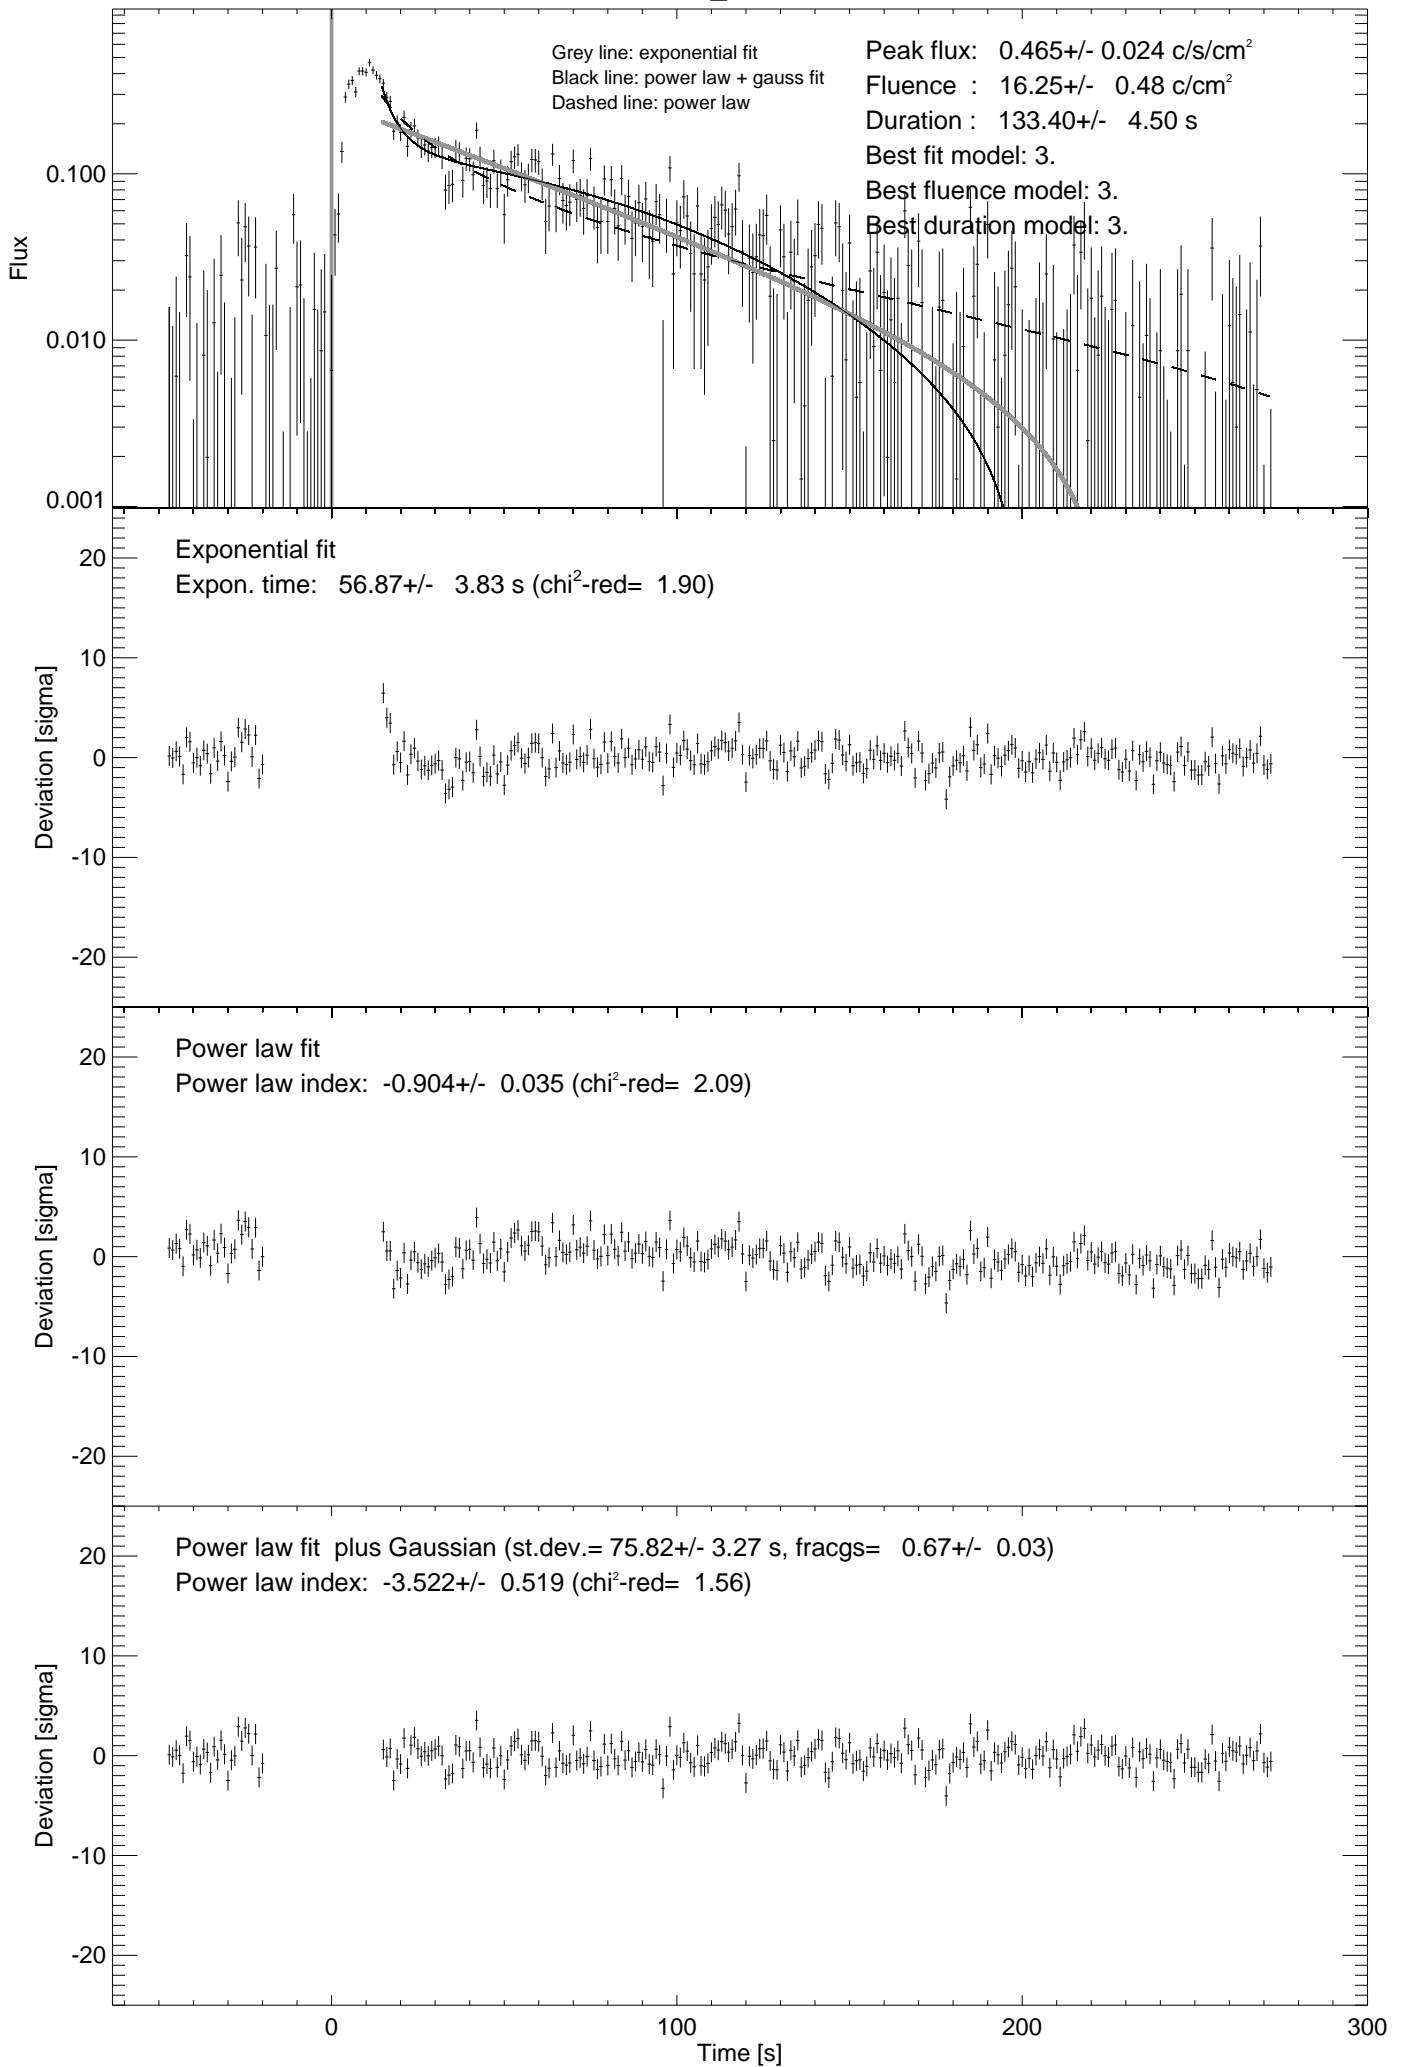 Grey line: exponential fit
Black line: power law + gauss fit
Dashed line: power law
Peak flux: 0.465+/- 0.024 c/s/cm²
Fluence : 16.25+/- 0.48 c/cm²
Duration : 133.40+/- 4.50 s
Best fit model: 3.
Best fluence model: 3.
Best duration model: 3.
Flux
0.100
0.010
0.001
Exponential fit
Expon. time: 56.87+/- 3.83 s (chi²-red= 1.90)
Deviation [sigma]
20
10
0
-10
-20
Power law fit
Power law index: -0.904+/- 0.035 (chi²-red= 2.09)
Deviation [sigma]
20
10
0
-10
-20
Power law fit plus Gaussian (st.dev.= 75.82+/- 3.27 s, fracgs= 0.67+/- 0.03)
Power law index: -3.522+/- 0.519 (chi²-red= 1.56)
Deviation [sigma]
20
10
0
-10
-20
0 100 200 300
Time [s]